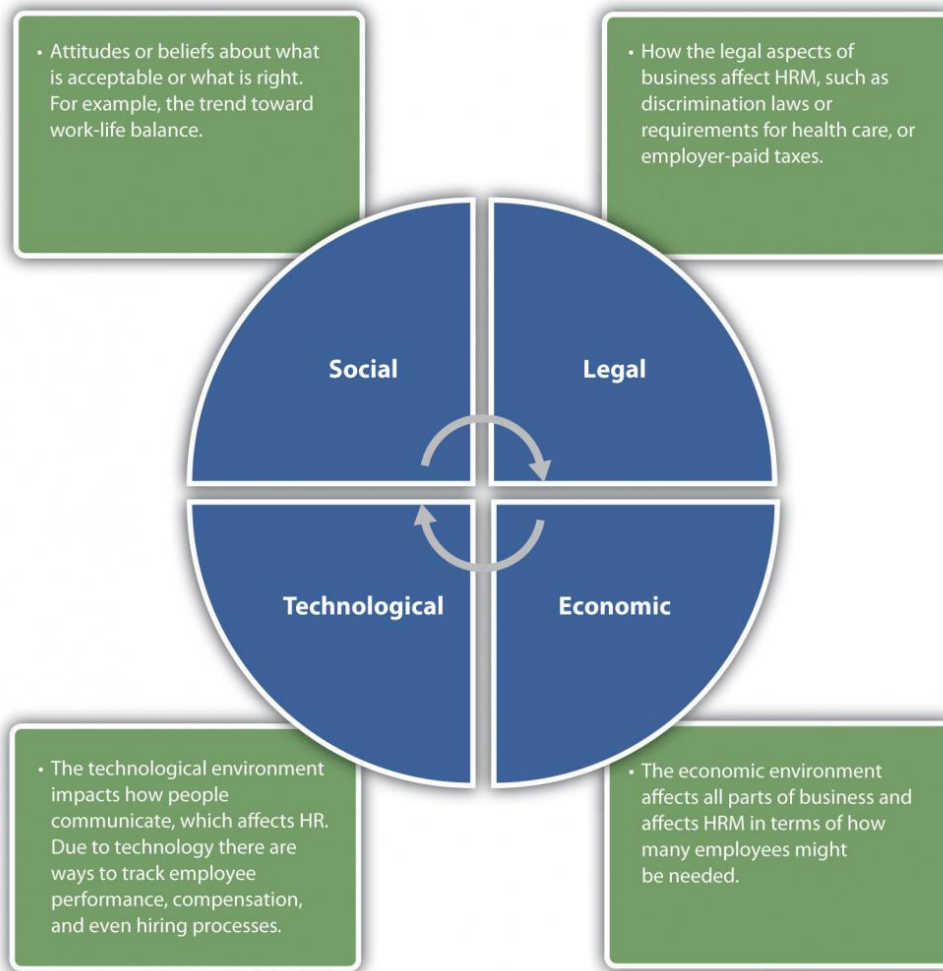 • Attitudes or beliefs about what
is acceptable or what is right.
For example, the trend toward
work-life balance.
• How the legal aspects of
business affect HRM, such as
discrimination laws or
requirements for health care, or
employer-paid taxes.
Social
Legal
Technological
Economic
• The technological environment
impacts how people
communicate, which affects HR.
Due to technology there are
ways to track employee
performance, compensation,
and even hiring processes.
• The economic environment
affects all parts of business and
affects HRM in terms of how
many employees might
be needed.